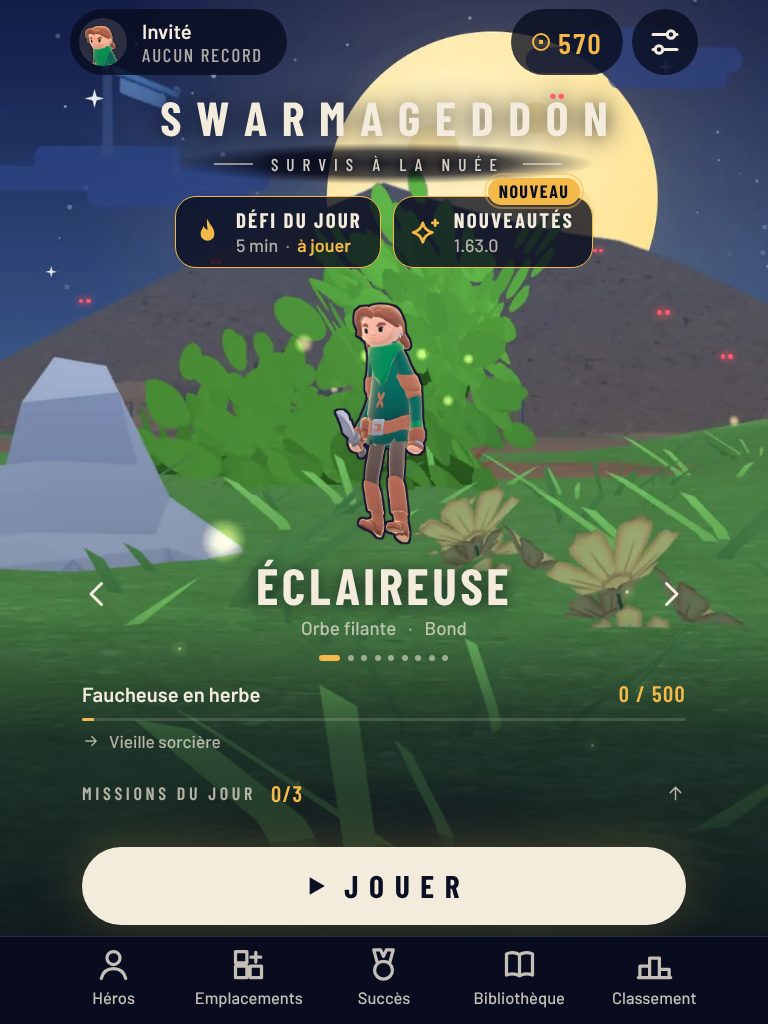 Invité
AUCUN RECORD
570
SWARMAGEDDÖN
SURVIS À LA NUÉE
NOUVEAU
DÉFI DU JOUR
5 min · à jouer
NOUVEAUTÉS
1.63.0
ÉCLAIREUSE
Orbe filante · Bond
Faucheuse en herbe
0 / 500
→ Vieille sorcière
MISSIONS DU JOUR 0/3
JOUER
Héros
Emplacements
Succès
Bibliothèque
Classement